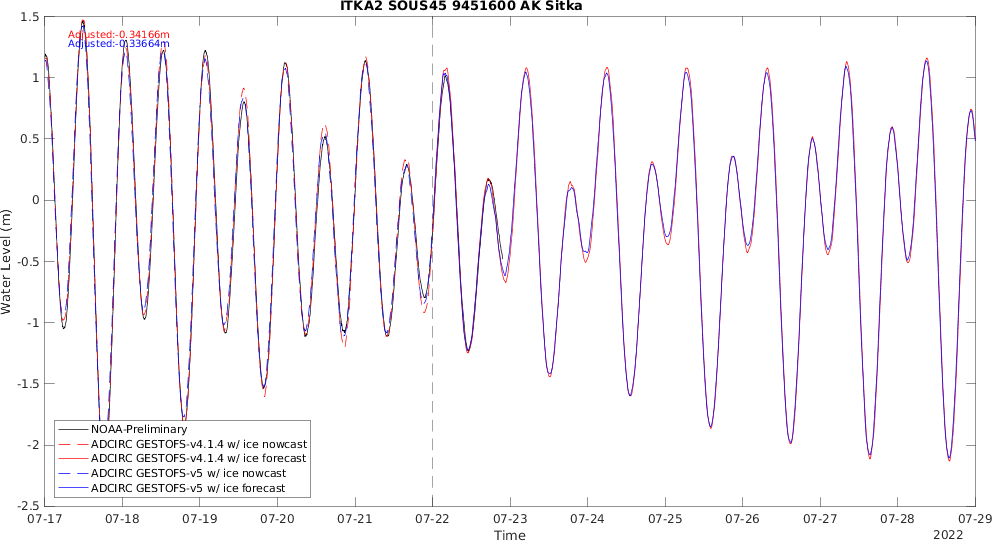 ITKA2 SOUS45 9451600 AK Sitka
Adjusted:-0.34166m
Adjusted:-0.33664m
Water Level (m)
1.5
1
0.5
0
-0.5
-1
-1.5
-2
-2.5
NOAA-Preliminary
ADCIRC GESTOFS-v4.1.4 w/ ice nowcast
ADCIRC GESTOFS-v4.1.4 w/ ice forecast
ADCIRC GESTOFS-v5 w/ ice nowcast
ADCIRC GESTOFS-v5 w/ ice forecast
07-17 07-18 07-19 07-20 07-21 07-22 07-23 07-24 07-25 07-26 07-27 07-28 07-29
Time
2022